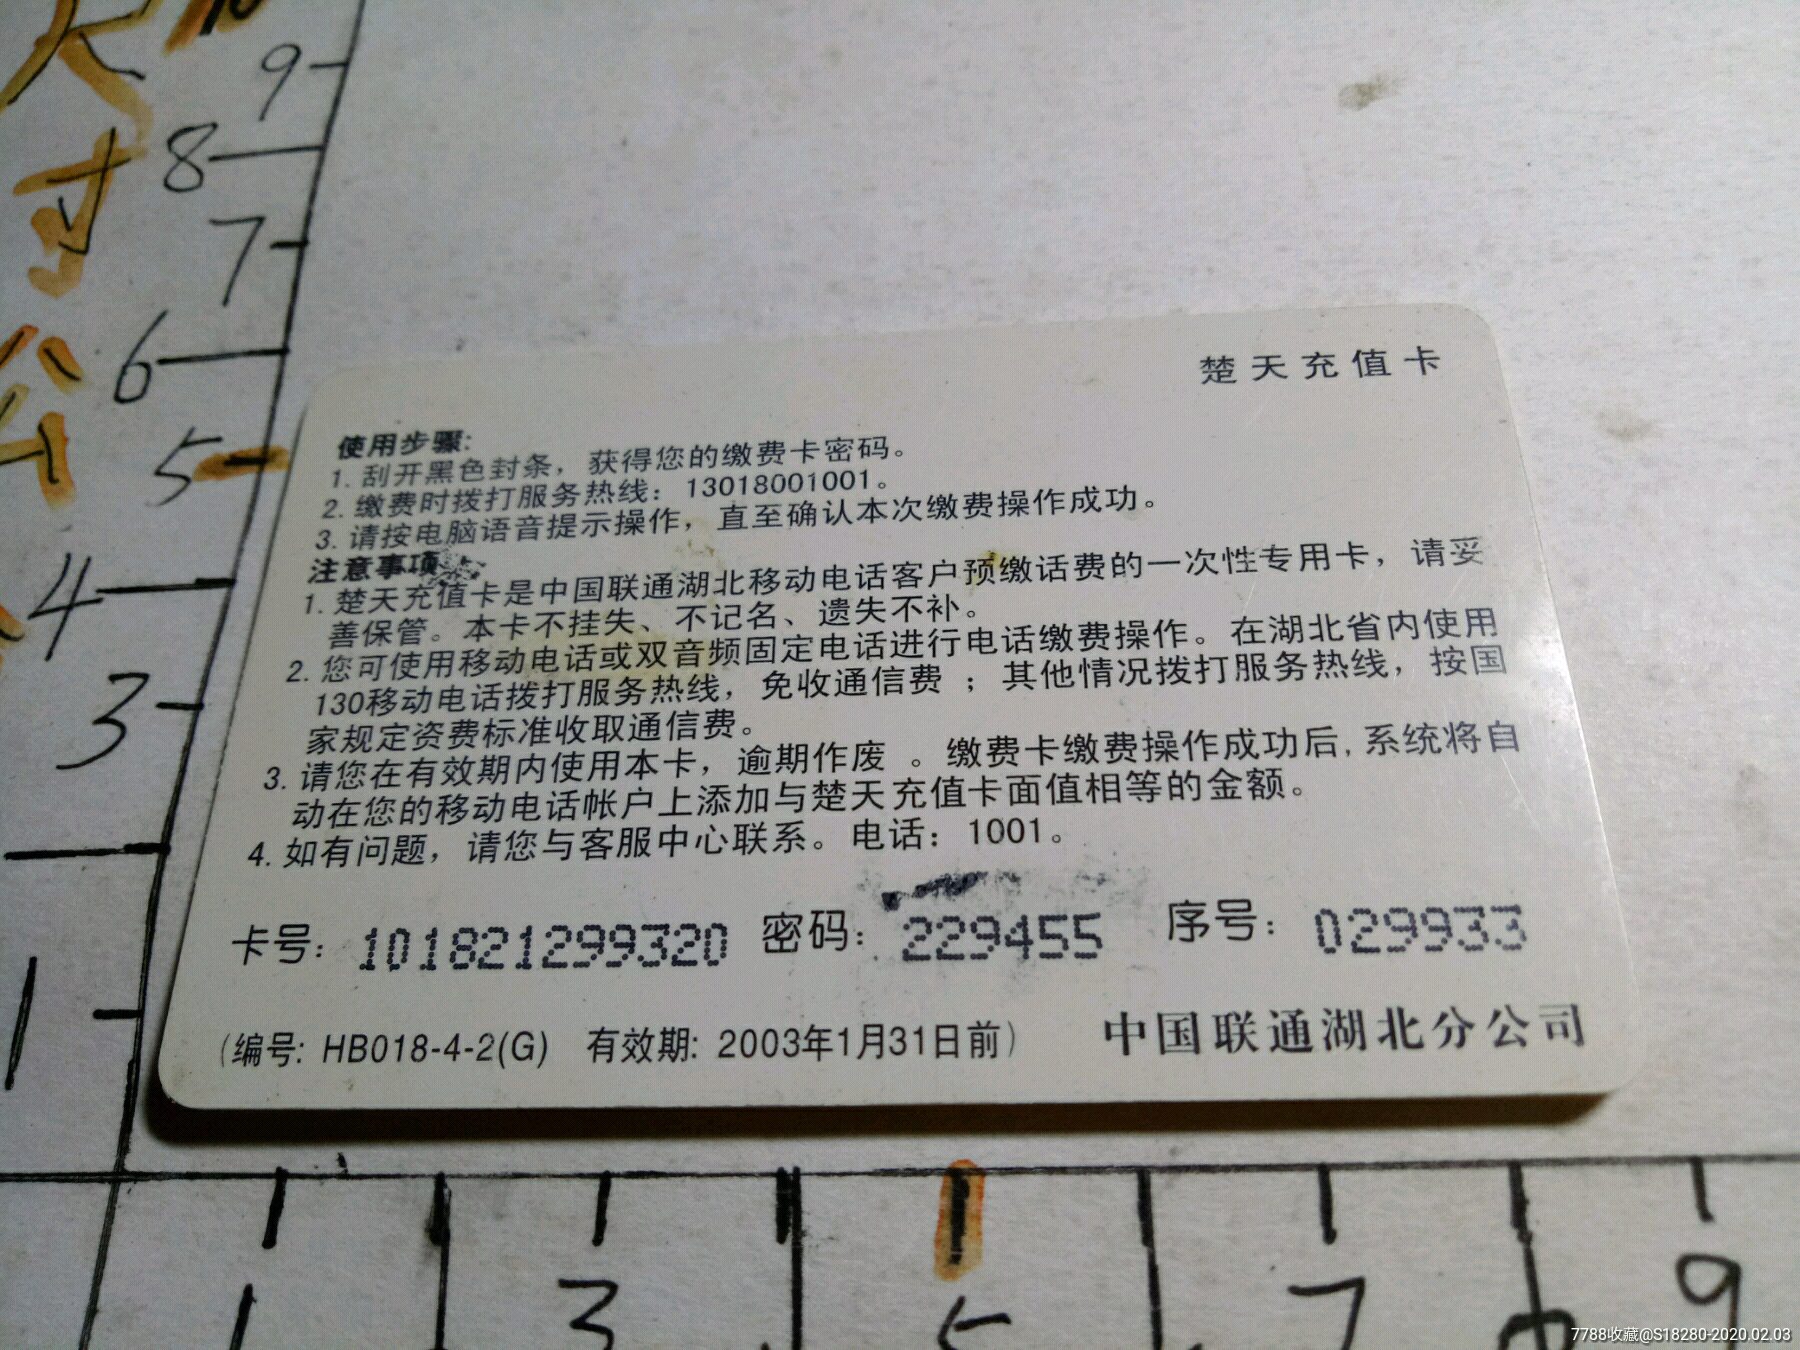 楚天充值卡
使用步骤:
1. 刮开黑色封条，获得您的缴费卡密码。
2. 缴费时拨打服务热线：13018001001。
3. 请按电脑语音提示操作，直至确认本次缴费操作成功。
注意事项
1. 楚天充值卡是中国联通湖北移动电话客户预缴话费的一次性专用卡，请妥
善保管。本卡不挂失、不记名、遗失不补。
2. 您可使用移动电话或双音频固定电话进行电话缴费操作。在湖北省内使用
130移动电话拨打服务热线，免收通信费；其他情况拨打服务热线，按国
家规定资费标准收取通信费。
3. 请您在有效期内使用本卡，逾期作废。缴费卡缴费操作成功后,系统将自
动在您的移动电话帐户上添加与楚天充值卡面值相等的金额。
4. 如有问题，请您与客服中心联系。电话：1001。
卡号：101821299320 密码：229455 序号：029933
(编号: HB018-4-2(G) 有效期: 2003年1月31日前) 中国联通湖北分公司
9
8
7
6
5
4
3
1
1 3 5 7 9
7788收藏@S18280-2020.02.03